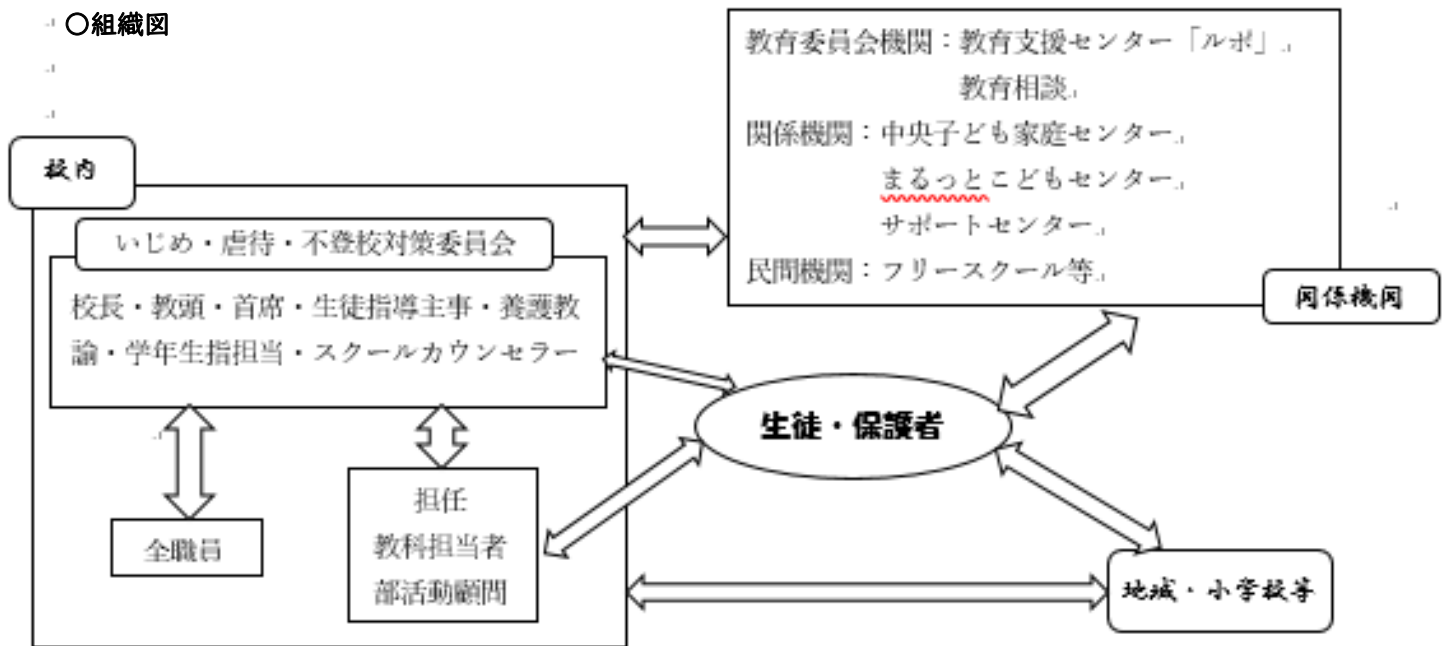 〇組織図
教育委員会機関：教育支援センター「ルポ」
教育相談
関係機関：中央子ども家庭センター
まるっとこどもセンター
サポートセンター
民間機関：フリースクール等
関係機関
校内
いじめ・虐待・不登校対策委員会
校長・教頭・首席・生徒指導主事・養護教
諭・学年生指担当・スクールカウンセラー
生徒・保護者
全職員
担任
教科担当者
部活動顧問
地域・小学校等